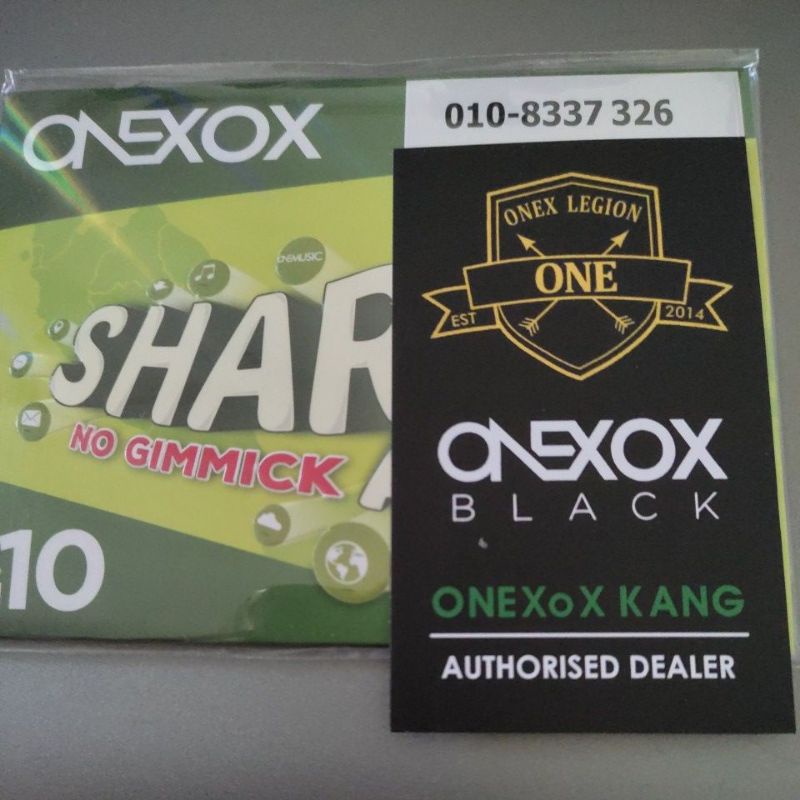 ONEXOX
010-8337 326
ONEMUSIC
SHAR
NO GIMMICK
10
ONEX LEGION
ONE
EST 2014
ONEXOX
BLACK
ONEXoX KANG
AUTHORISED DEALER